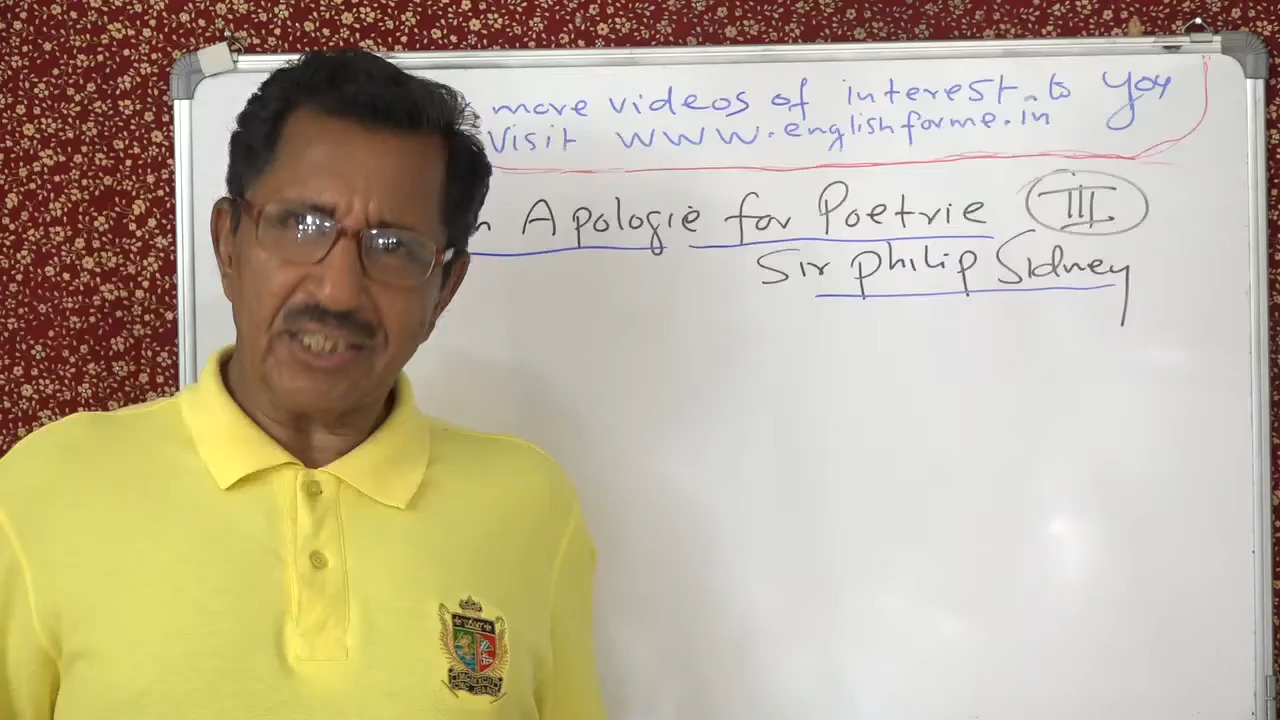 more videos of interest to you
Visit www.englishforme.in
Apologie for Poetrie III
Sir Philip Sidney